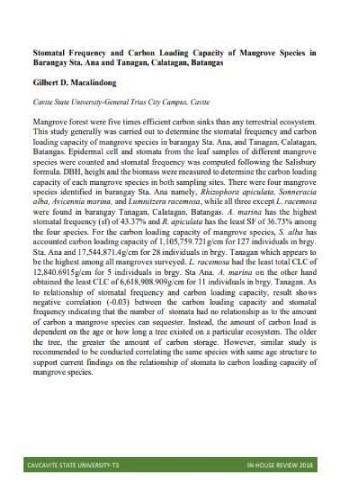 Stomatal Frequency and Carbon Loading Capacity of Mangrove Species in
Barangay Sta. Ana and Tanagan, Calatagan, Batangas
Gilbert D. Macalindong
Cavite State University-General Trias City Campus, Cavite
Mangrove forest were five times efficient carbon sinks than any terrestrial ecosystem.
This study generally was carried out to determine the stomatal frequency and carbon
loading capacity of mangrove species in barangay Sta. Ana, and Tanagan, Calatagan,
Batangas. Epidermal cell and stomata from the leaf samples of different mangrove
species were counted and stomatal frequency was computed following the Salisbury
formula. DBH, height and the biomass were measured to determine the carbon loading
capacity of each mangrove species in both sampling sites. There were four mangrove
species identified in barangay Sta. Ana namely, Rhizophora apiculata, Sonneracia
alba, Avicennia marina, and Lumnitzera racemosa, while all three except L. racemosa
were found in barangay Tanagan, Calatagan, Batangas. A. marina has the highest
stomatal frequency (sf) of 43.37% and R. apiculata has the least SF of 36.73% among
the four species. For the carbon loading capacity of mangrove species, S. alba has
accounted carbon loading capacity of 1,105,759.721g/cm for 127 individuals in brgy.
Sta. Ana and 17,544,871.4g/cm for 28 individuals in brgy. Tanagan which appears to
be the highest among all mangroves surveyed. L. racemosa had the least total CLC of
12,840.6915g/cm for 5 individuals in brgy. Sta Ana. A. marina on the other hand
obtained the least CLC of 6,618,908.909g/cm for 11 individuals in brgy. Tanagan. As
to relationship of stomatal frequency and carbon loading capacity, result shows
negative correlation (-0.03) between the carbon loading capacity and stomatal
frequency indicating that the number of stomata had no relationship as to the amount
of carbon a mangrove species can sequester. Instead, the amount of carbon load is
dependent on the age or how long a tree existed on a particular ecosystem. The older
the tree, the greater the amount of carbon storage. However, similar study is
recommended to be conducted correlating the same species with same age structure to
support current findings on the relationship of stomata to carbon loading capacity of
mangrove species.
CAVCAVITE STATE UNIVERSITY-T3
IN-HOUSE REVIEW 2018